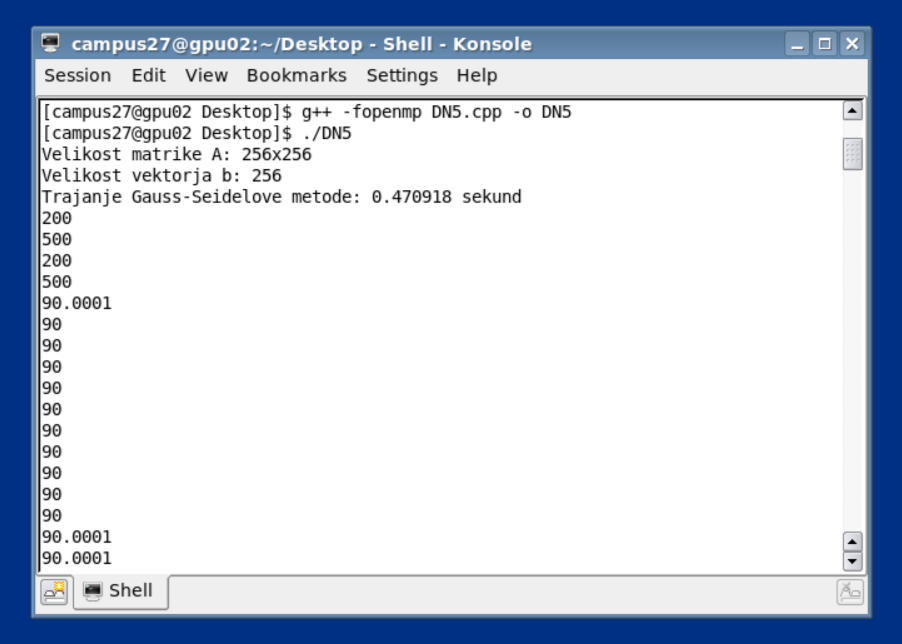 campus27@gpu02:~/Desktop - Shell - Konsole
Session Edit View Bookmarks Settings Help
[campus27@gpu02 Desktop]$ g++ -fopenmp DN5.cpp -o DN5
[campus27@gpu02 Desktop]$ ./DN5
Velikost matrike A: 256x256
Velikost vektorja b: 256
Trajanje Gauss-Seidelove metode: 0.470918 sekund
200
500
200
500
90.0001
90
90
90
90
90
90
90
90
90
90
90.0001
90.0001
Shell